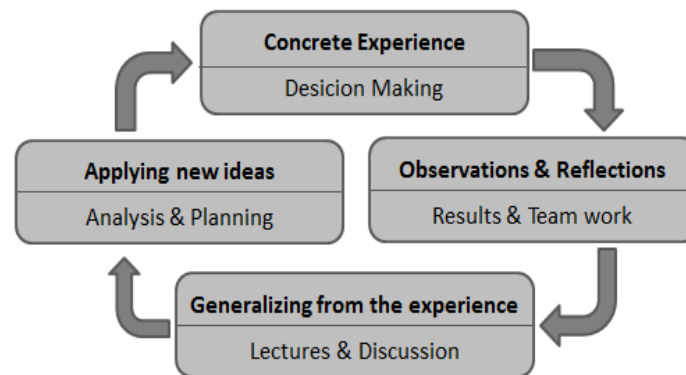 Concrete Experience
Desicion Making
Applying new ideas
Analysis & Planning
Observations & Reflections
Results & Team work
Generalizing from the experience
Lectures & Discussion